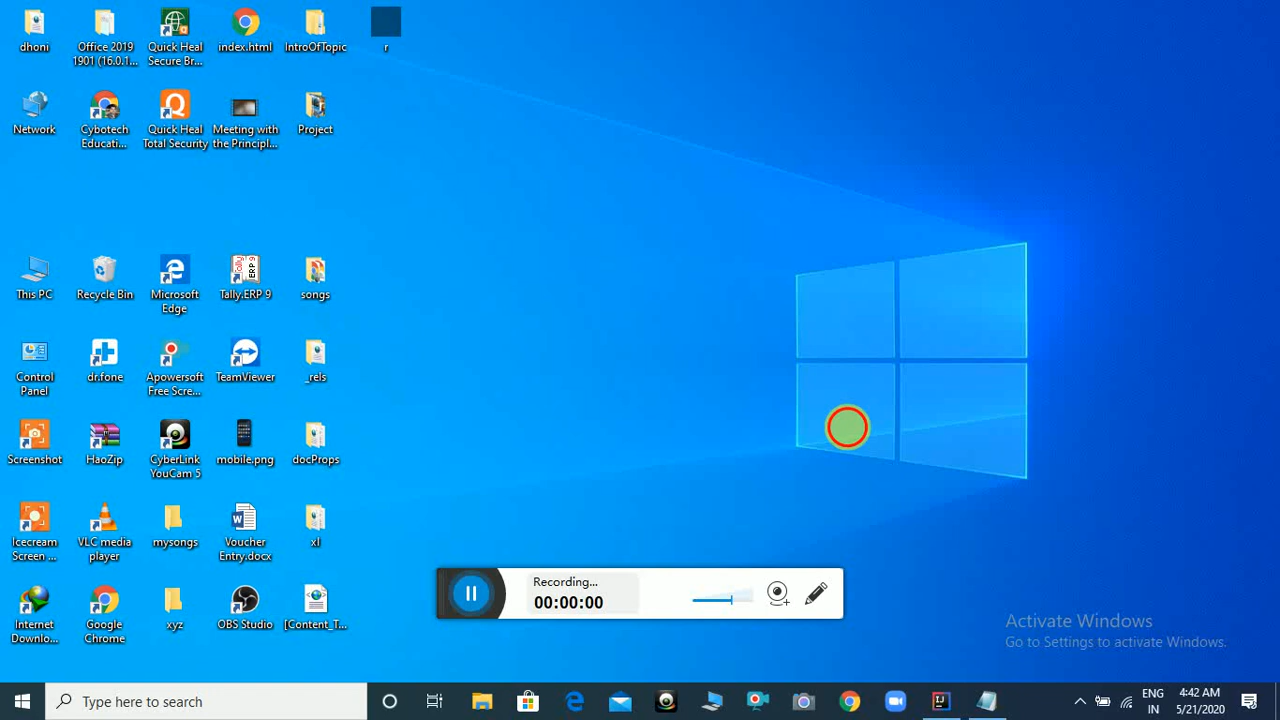 dhoni
Office 2019
1901 (16.0.1...
Quick Heal
Secure Br...
index.html
IntroOfTopic
r
Network
Cybotech
Educati...
Quick Heal
Total Security
Meeting with
the Principl...
Project
This PC
Recycle Bin
Microsoft
Edge
Tally.ERP 9
songs
Control
Panel
dr.fone
Apowersoft
Free Scre...
TeamViewer
_rels
Screenshot
HaoZip
CyberLink
YouCam 5
mobile.png
docProps
Icecream
Screen ...
VLC media
player
mysongs
Voucher
Entry.docx
xl
Internet
Downlo...
Google
Chrome
xyz
OBS Studio
[Content_T...
Recording...
00:00:00
Activate Windows
Go to Settings to activate Windows.
Type here to search
ENG
IN
4:42 AM
5/21/2020